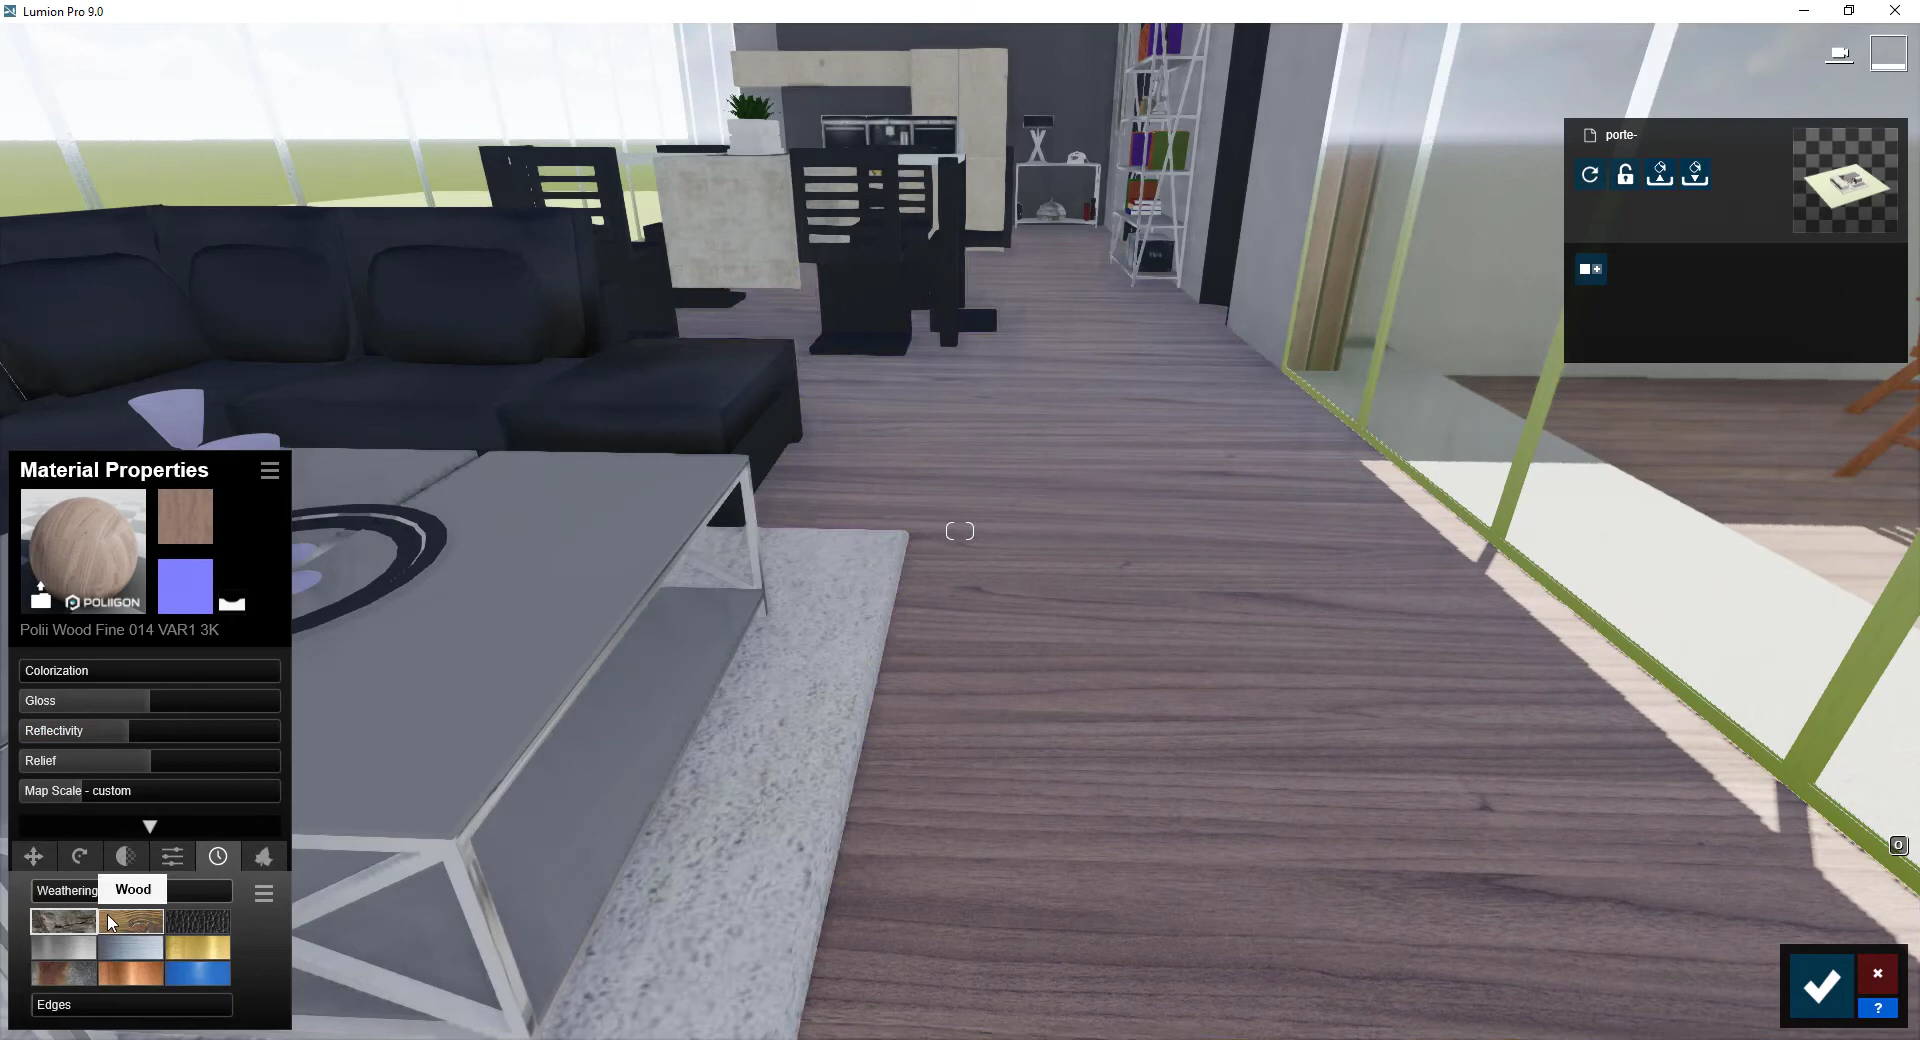 Lumion Pro 9.0
porte-
Material Properties
POLIIGON
Polii Wood Fine 014 VAR1 3K
Colorization
Gloss
Reflectivity
Relief
Map Scale - custom
Weathering
Wood
Edges
O
?